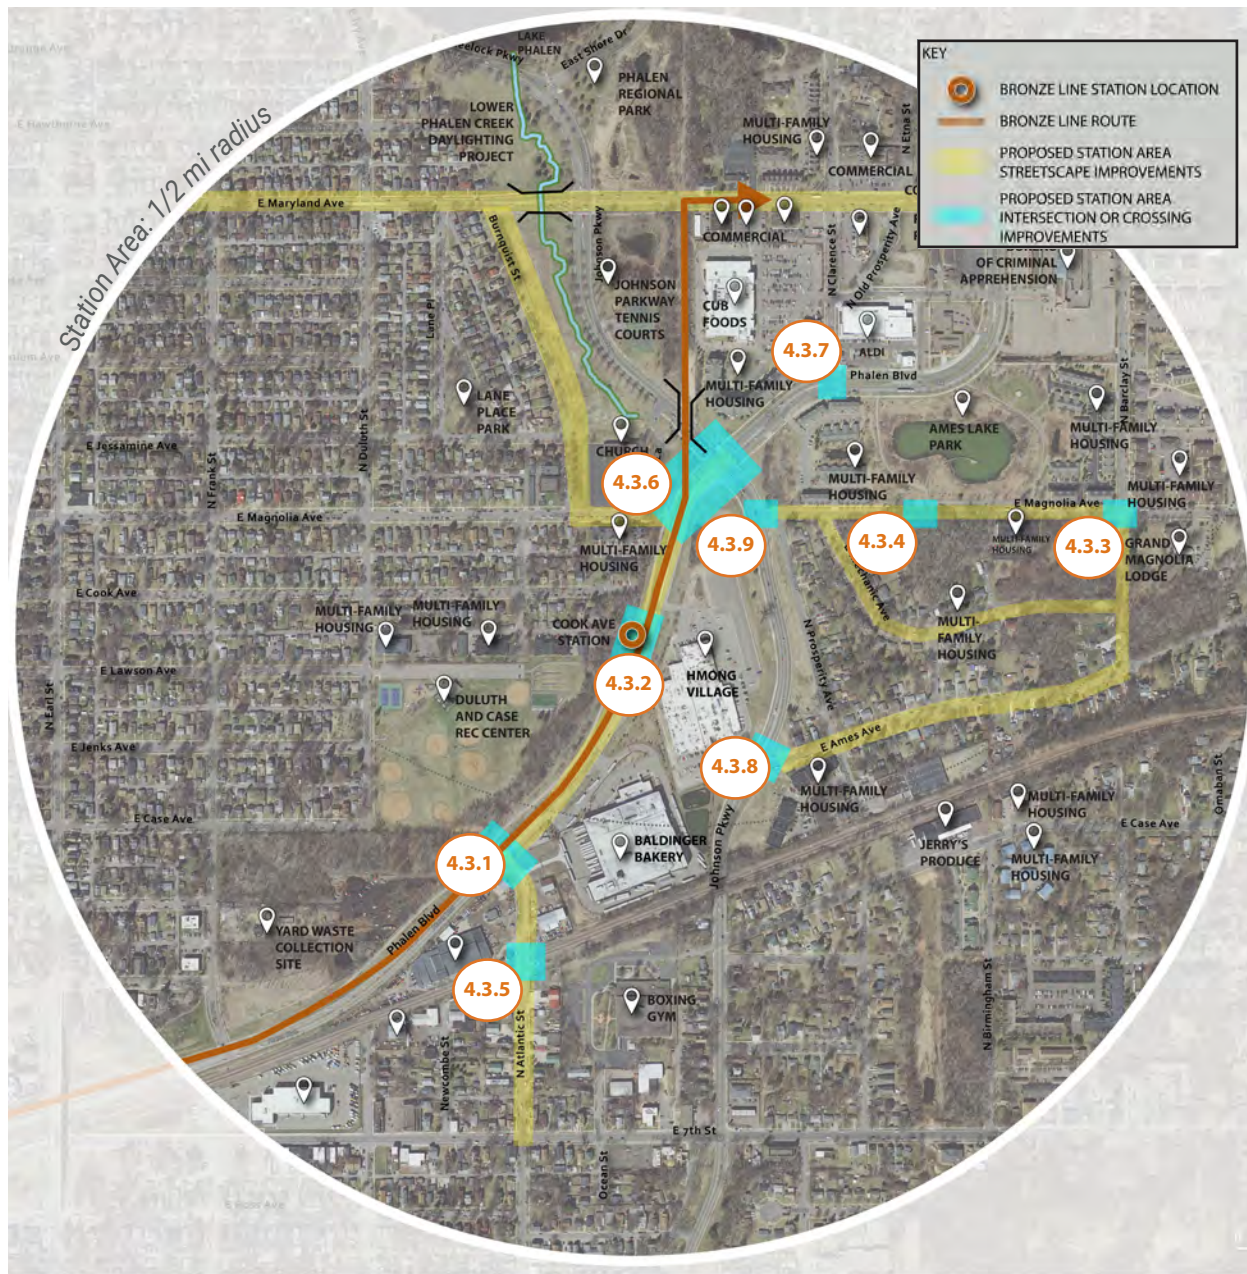 KEY
BRONZE LINE STATION LOCATION
BRONZE LINE ROUTE
PROPOSED STATION AREA
STREETSCAPE IMPROVEMENTS
PROPOSED STATION AREA
INTERSECTION OR CROSSING
IMPROVEMENTS
Station Area: 1/2 mi radius
LAKE
PHALEN
East Shore Dr
PHALEN
REGIONAL
PARK
LOWER
PHALEN CREEK
DAYLIGHTING
PROJECT
E Hawthorne Ave
MULTI-FAMILY
HOUSING
N Etna St
COMMERCIAL
E Maryland Ave
Burnquist St
Johnson Pkwy
COMMERCIAL
N Clarence St
N Old Prosperity Ave
OF CRIMINAL
APPREHENSION
JOHNSON
PARKWAY
TENNIS
COURTS
CUB
FOODS
Lane Pl
4.3.7
ALDI
Phalen Blvd
MULTI-FAMILY
HOUSING
LANE
PLACE
PARK
N Barclay St
AMES LAKE
PARK
MULTI-FAMILY
HOUSING
N Duluth St
E Jessamine Ave
CHURCH
N Frank St
4.3.6
MULTI-FAMILY
HOUSING
MULTI-FAMILY
HOUSING
E Magnolia Ave
E Magnolia Ave
4.3.9
4.3.4
4.3.3
MULTI-FAMILY
HOUSING
MULTI-FAMILY
HOUSING
GRAND
MAGNOLIA
LODGE
E Cook Ave
MULTI-FAMILY
HOUSING
MULTI-FAMILY
HOUSING
COOK AVE
STATION
N Prosperity Ave
MULTI-
FAMILY
HOUSING
E Lawson Ave
4.3.2
HMONG
VILLAGE
N Earl St
DULUTH
AND CASE
REC CENTER
E Jenks Ave
E Ames Ave
4.3.8
MULTI-FAMILY
HOUSING
Omaban St
MULTI-FAMILY
HOUSING
E Case Ave
E Case Ave
Johnson Pkwy
BALDINGER
BAKERY
JERRY'S
PRODUCE
MULTI-FAMILY
HOUSING
4.3.1
YARD WASTE
COLLECTION
SITE
Phalen Blvd
4.3.5
BOXING
GYM
N Birmingham St
N Atlantic St
Newcombe St
E 7th St
Ocean St
E Ross Ave